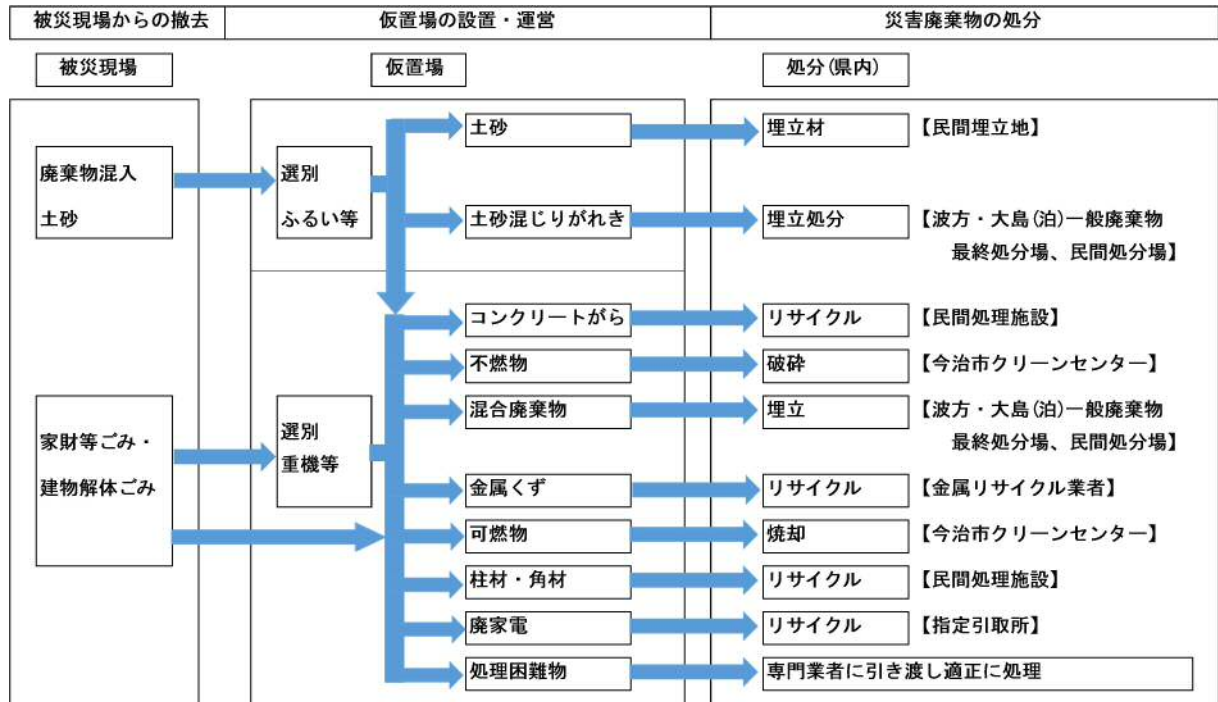 被災現場からの撤去 仮置場の設置・運営 災害廃棄物の処分
被災現場 仮置場 処分(県内)
廃棄物混入
土砂
選別
ふるい等
土砂 埋立材 【民間埋立地】
土砂混じりがれき 埋立処分 【波方・大島(泊)一般廃棄物
最終処分場、民間処分場】
コンクリートがら リサイクル 【民間処理施設】
不燃物 破砕 【今治市クリーンセンター】
混合廃棄物 埋立 【波方・大島(泊)一般廃棄物
最終処分場、民間処分場】
家財等ごみ・
建物解体ごみ
選別
重機等
金属くず リサイクル 【金属リサイクル業者】
可燃物 焼却 【今治市クリーンセンター】
柱材・角材 リサイクル 【民間処理施設】
廃家電 リサイクル 【指定引取所】
処理困難物 専門業者に引き渡し適正に処理